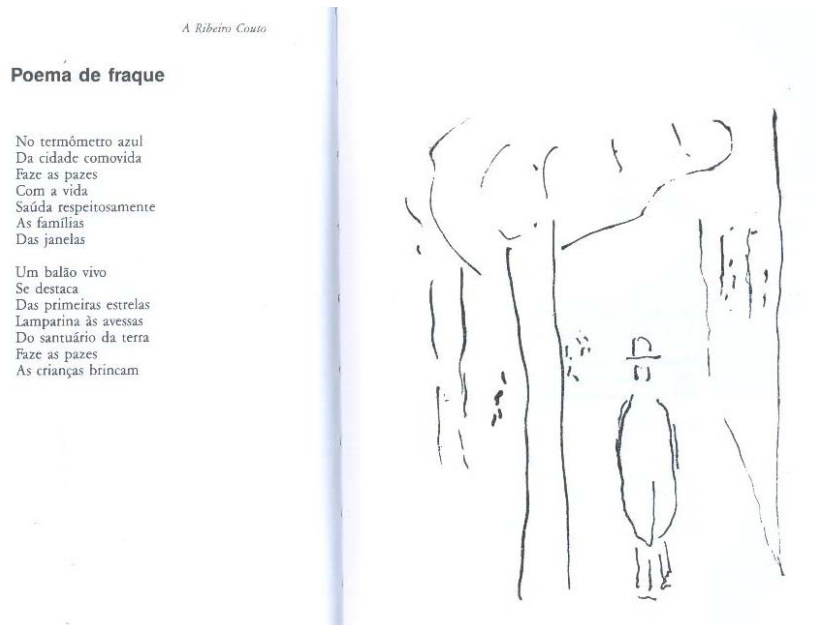 A Ribeiro Couto
Poema de fraque
No termômetro azul
Da cidade comovida
Faze as pazes
Com a vida
Saúda respeitosamente
As famílias
Das janelas
Um balão vivo
Se destaca
Das primeiras estrelas
Lamparina às avessas
Do santuário da terra
Faze as pazes
As crianças brincam